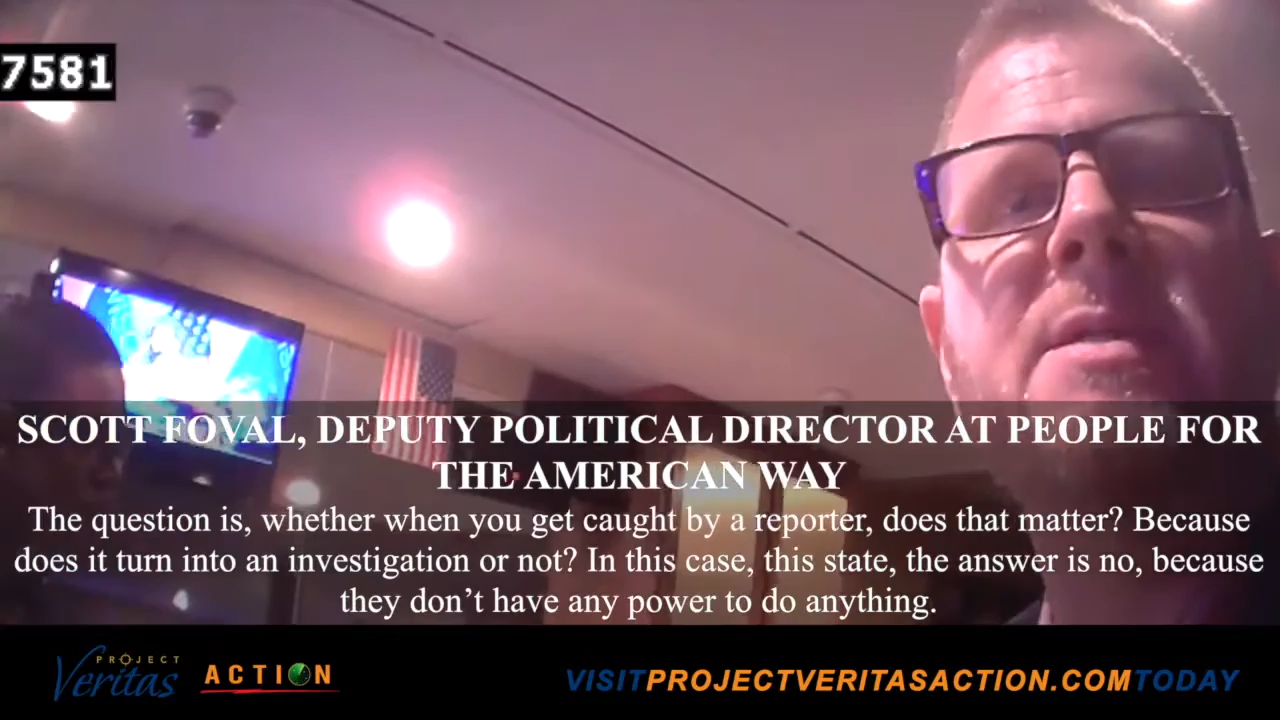 7581
SCOTT FOVAL, DEPUTY POLITICAL DIRECTOR AT PEOPLE FOR
THE AMERICAN WAY
The question is, whether when you get caught by a reporter, does that matter? Because
does it turn into an investigation or not? In this case, this state, the answer is no, because
they don’t have any power to do anything.
PROJECT
Veritas ACTION
VISITPROJECTVERITASACTION.COMTODAY